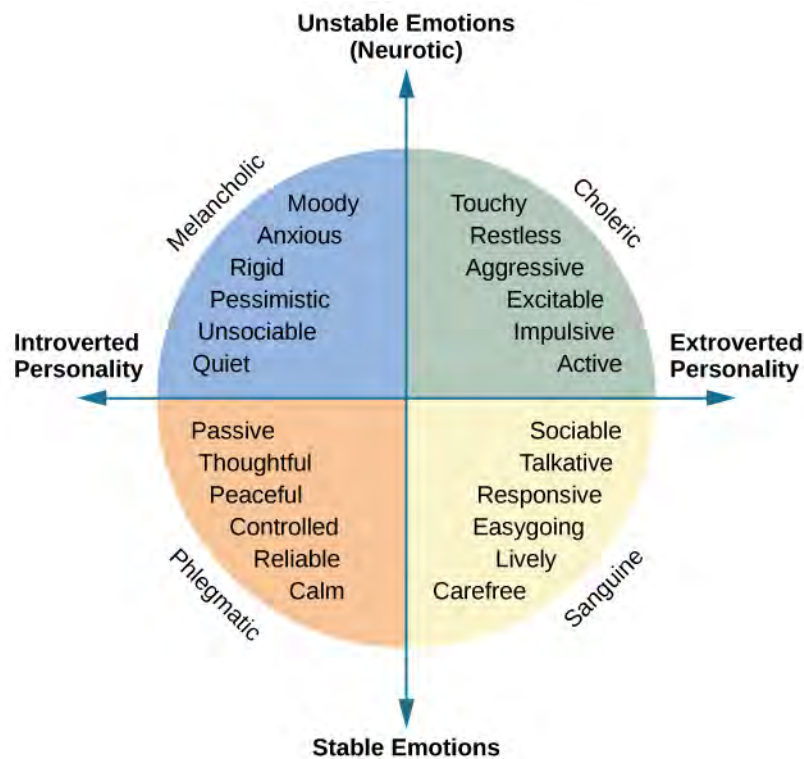 Unstable Emotions
(Neurotic)
Melancholic
Choleric
Moody
Anxious
Rigid
Pessimistic
Unsociable
Quiet
Touchy
Restless
Aggressive
Excitable
Impulsive
Active
Introverted
Personality
Extroverted
Personality
Passive
Thoughtful
Peaceful
Controlled
Reliable
Calm
Sociable
Talkative
Responsive
Easygoing
Lively
Carefree
Phlegmatic
Sanguine
Stable Emotions